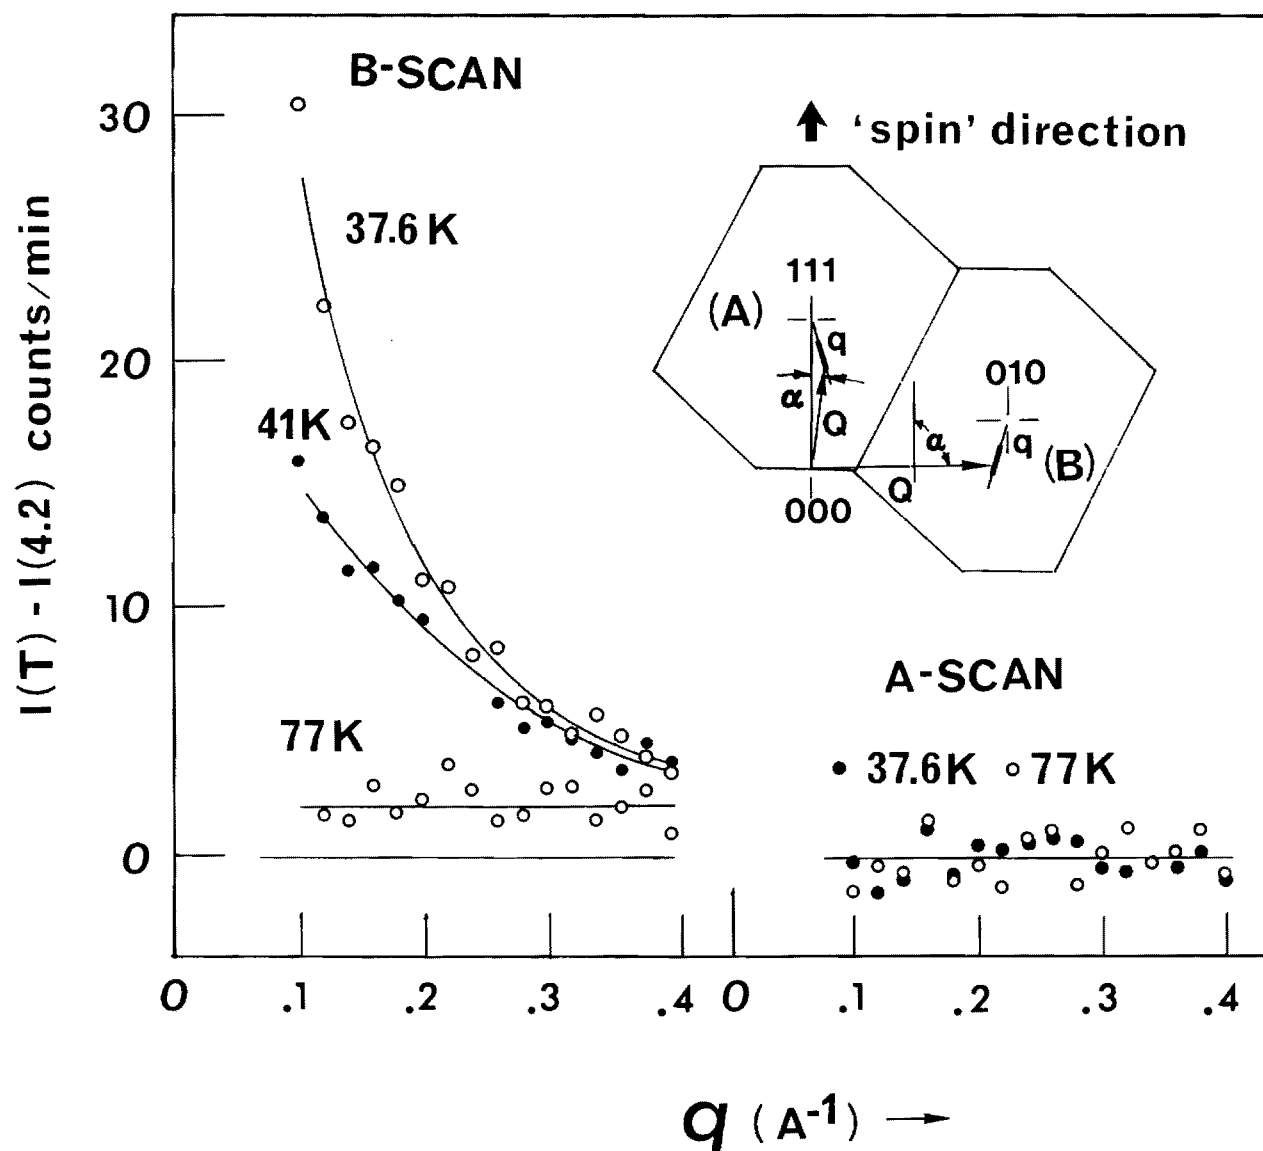 B-SCAN
30
'spin' direction
37.6 K
111
(A)
q
20
010
α
41K
Q
α
q
(B)
Q
000
I(T) - I(4.2) counts/min
10
A-SCAN
77K
37.6K 77K
0
0 .1 .2 .3 .4 0 .1 .2 .3 .4
q (A-1)